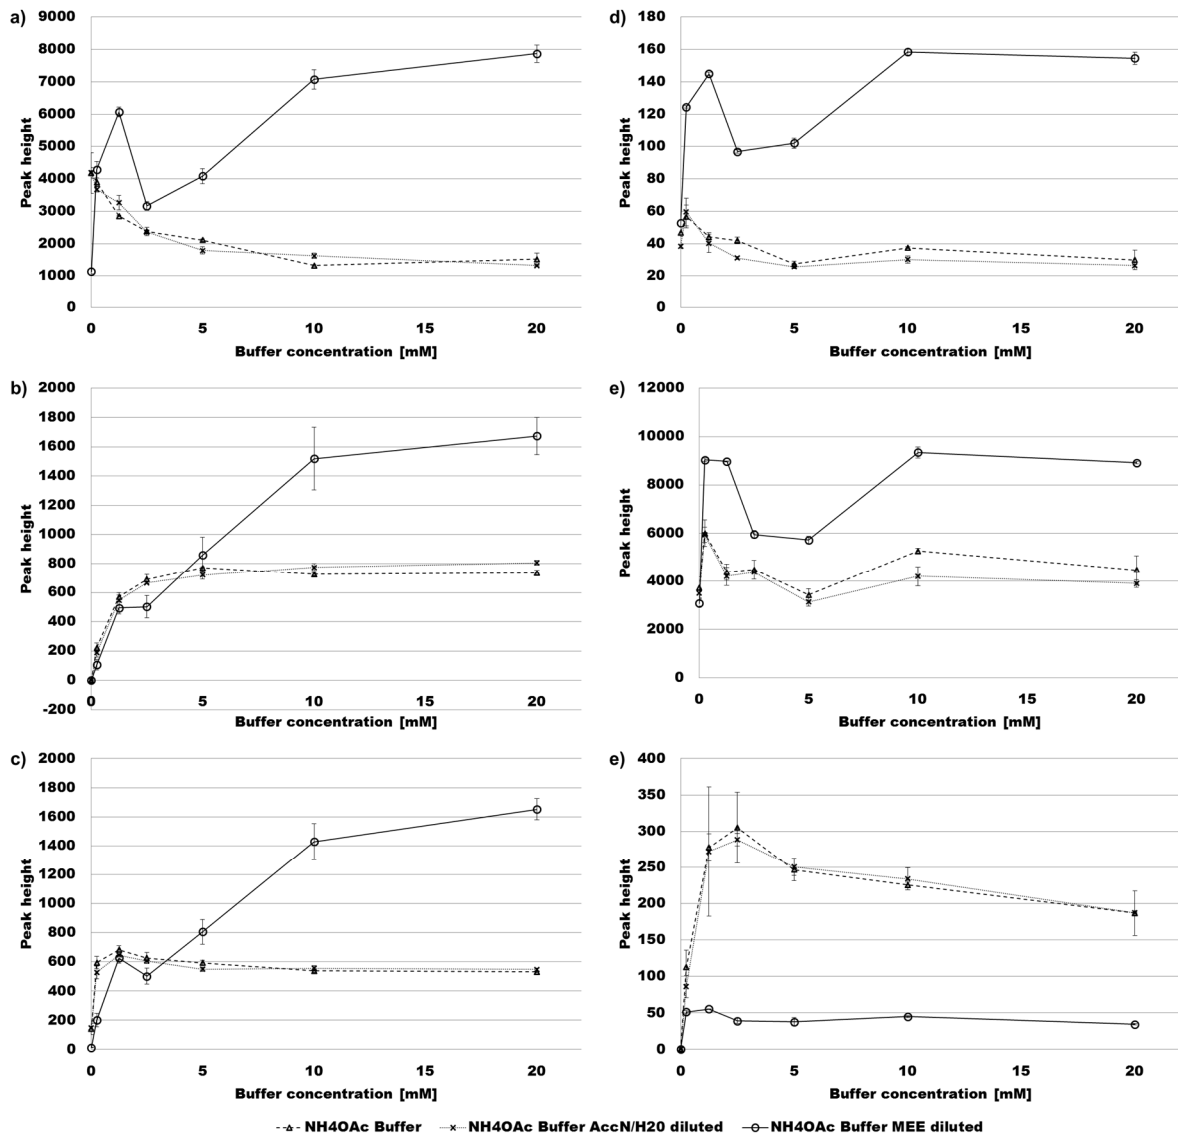 a)
Peak height
9000
8000
7000
6000
5000
4000
3000
2000
1000
0
0 5 10 15 20
Buffer concentration [mM]
d)
Peak height
180
160
140
120
100
80
60
40
20
0
0 5 10 15 20
Buffer concentration [mM]
b)
Peak height
2000
1800
1600
1400
1200
1000
800
600
400
200
0
-200
0 5 10 15 20
Buffer concentration [mM]
e)
Peak height
12000
10000
8000
6000
4000
2000
0
0 5 10 15 20
Buffer concentration [mM]
c)
Peak height
2000
1800
1600
1400
1200
1000
800
600
400
200
0
0 5 10 15 20
Buffer concentration [mM]
e)
Peak height
400
350
300
250
200
150
100
50
0
0 5 10 15 20
Buffer concentration [mM]
NH4OAc Buffer NH4OAc Buffer AccN/H20 diluted NH4OAc Buffer MEE diluted